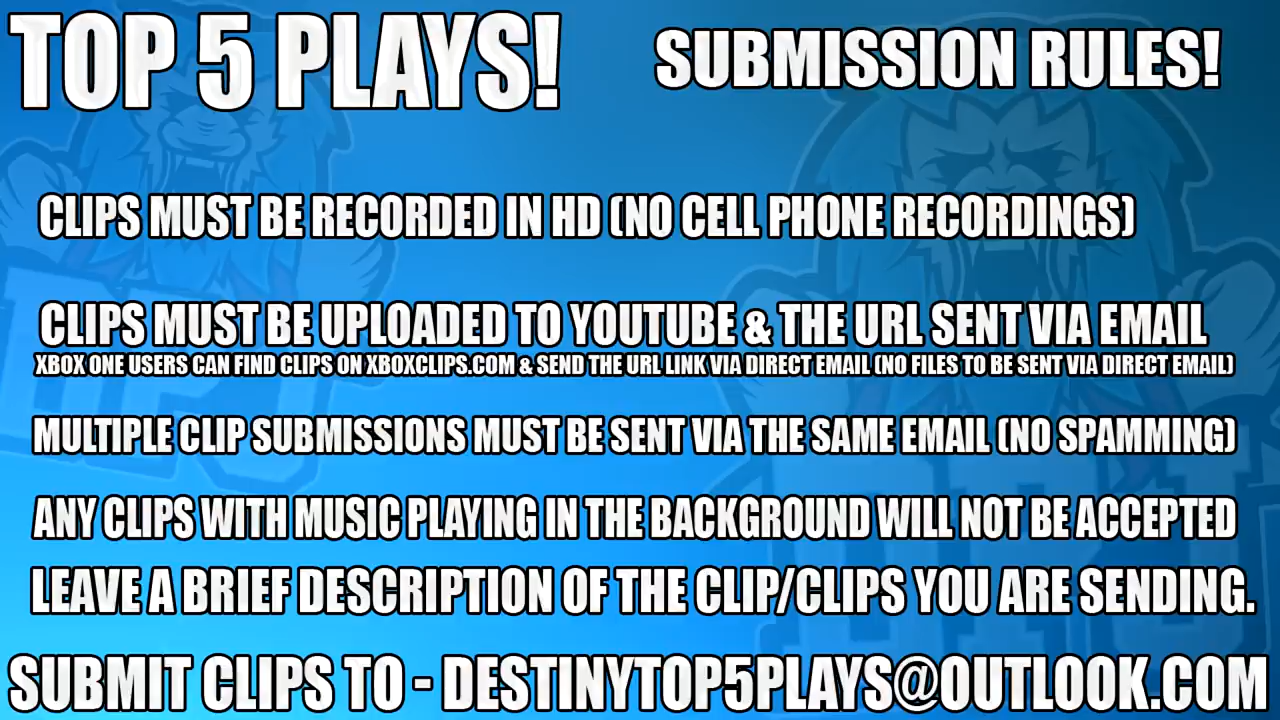 TOP 5 PLAYS!
SUBMISSION RULES!
CLIPS MUST BE RECORDED IN HD (NO CELL PHONE RECORDINGS)
CLIPS MUST BE UPLOADED TO YOUTUBE & THE URL SENT VIA EMAIL
XBOX ONE USERS CAN FIND CLIPS ON XBOXCLIPS.COM & SEND THE URL LINK VIA DIRECT EMAIL (NO FILES TO BE SENT VIA DIRECT EMAIL)
MULTIPLE CLIP SUBMISSIONS MUST BE SENT VIA THE SAME EMAIL (NO SPAMMING)
ANY CLIPS WITH MUSIC PLAYING IN THE BACKGROUND WILL NOT BE ACCEPTED
LEAVE A BRIEF DESCRIPTION OF THE CLIP/CLIPS YOU ARE SENDING.
SUBMIT CLIPS TO - DESTINYTOP5PLAYS@OUTLOOK.COM